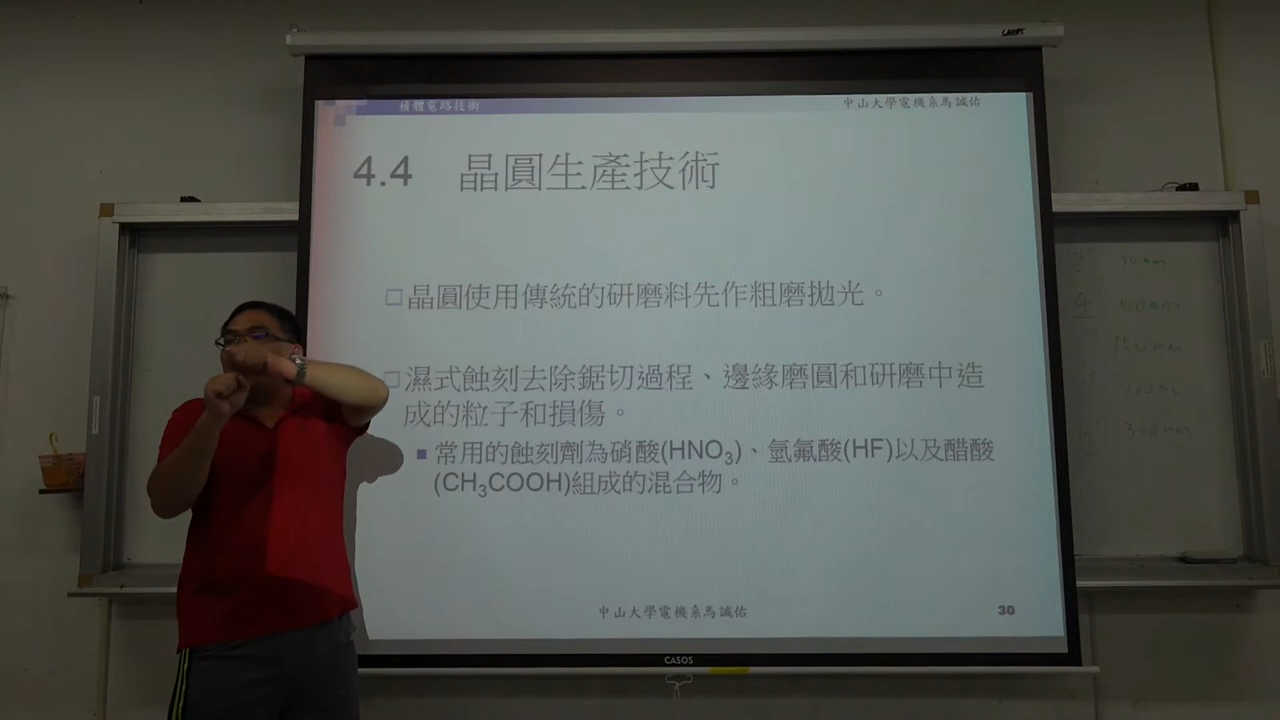 積體電路技術
中山大學電機系馬誠佑
4.4 晶圓生產技術
晶圓使用傳統的研磨料先作粗磨拋光。
濕式蝕刻去除鋸切過程、邊緣磨圓和研磨中造
成的粒子和損傷。
常用的蝕刻劑為硝酸(HNO₃)、氫氟酸(HF)以及醋酸
(CH₃COOH)組成的混合物。
中山大學電機系馬誠佑
30
CASOS
4"
200mm
300mm